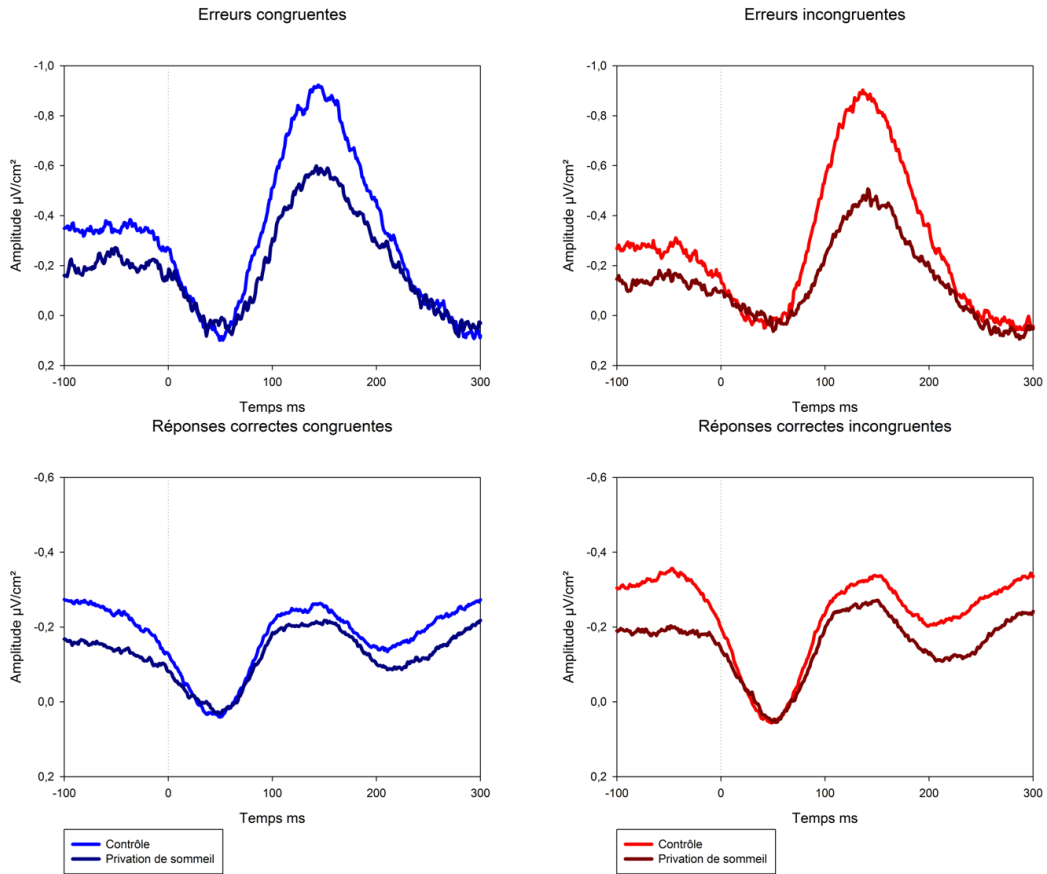 Erreurs congruentes
Erreurs incongruentes
-1,0
-0,8
-0,6
-0,4
-0,2
0,0
0,2
Amplitude µV/cm²
-100
0
100
200
300
Temps ms
-1,0
-0,8
-0,6
-0,4
-0,2
0,0
0,2
Amplitude µV/cm²
-100
0
100
200
300
Temps ms
Réponses correctes congruentes
Réponses correctes incongruentes
-0,6
-0,4
-0,2
0,0
0,2
Amplitude µV/cm²
-100
0
100
200
300
Temps ms
-0,6
-0,4
-0,2
0,0
0,2
Amplitude µV/cm²
-100
0
100
200
300
Temps ms
Contrôle
Privation de sommeil
Contrôle
Privation de sommeil